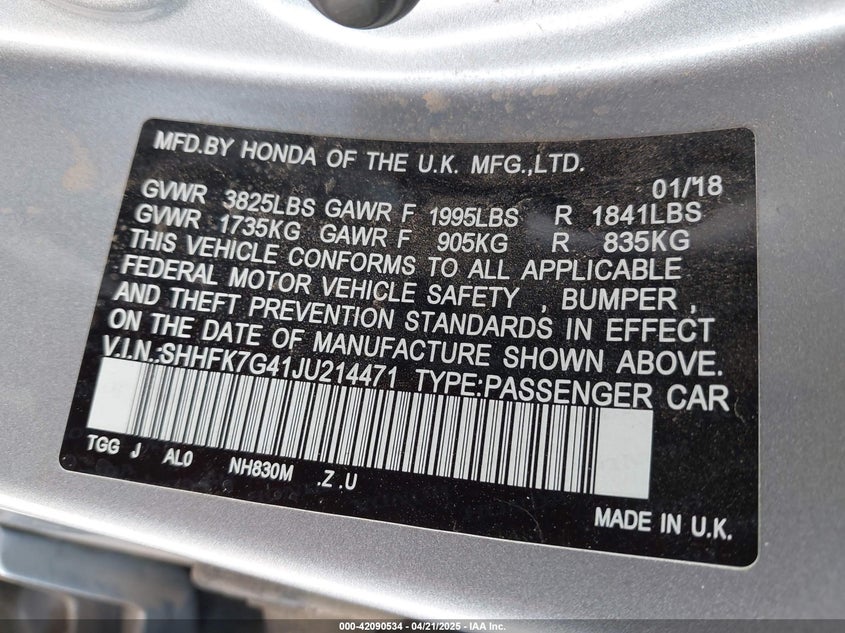 MFD.BY HONDA OF THE U.K. MFG.,LTD.
01/'18
GVWR 3825LBS GAWR F 1995LBS R 1841LBS
GVWR 1735KG GAWR F 905KG R 835KG
THIS VEHICLE CONFORMS TO ALL APPLICABLE
FEDERAL MOTOR VEHICLE SAFETY , BUMPER ,
AND THEFT PREVENTION STANDARDS IN EFFECT
ON THE DATE OF MANUFACTURE SHOWN ABOVE.
V.I.N.:SHHFK7G41JU214471 TYPE:PASSENGER CAR
TGG J AL0 NH830M .Z .U
MADE IN U.K.
000-42090534 - 04/21/2025 - IAA, Inc.